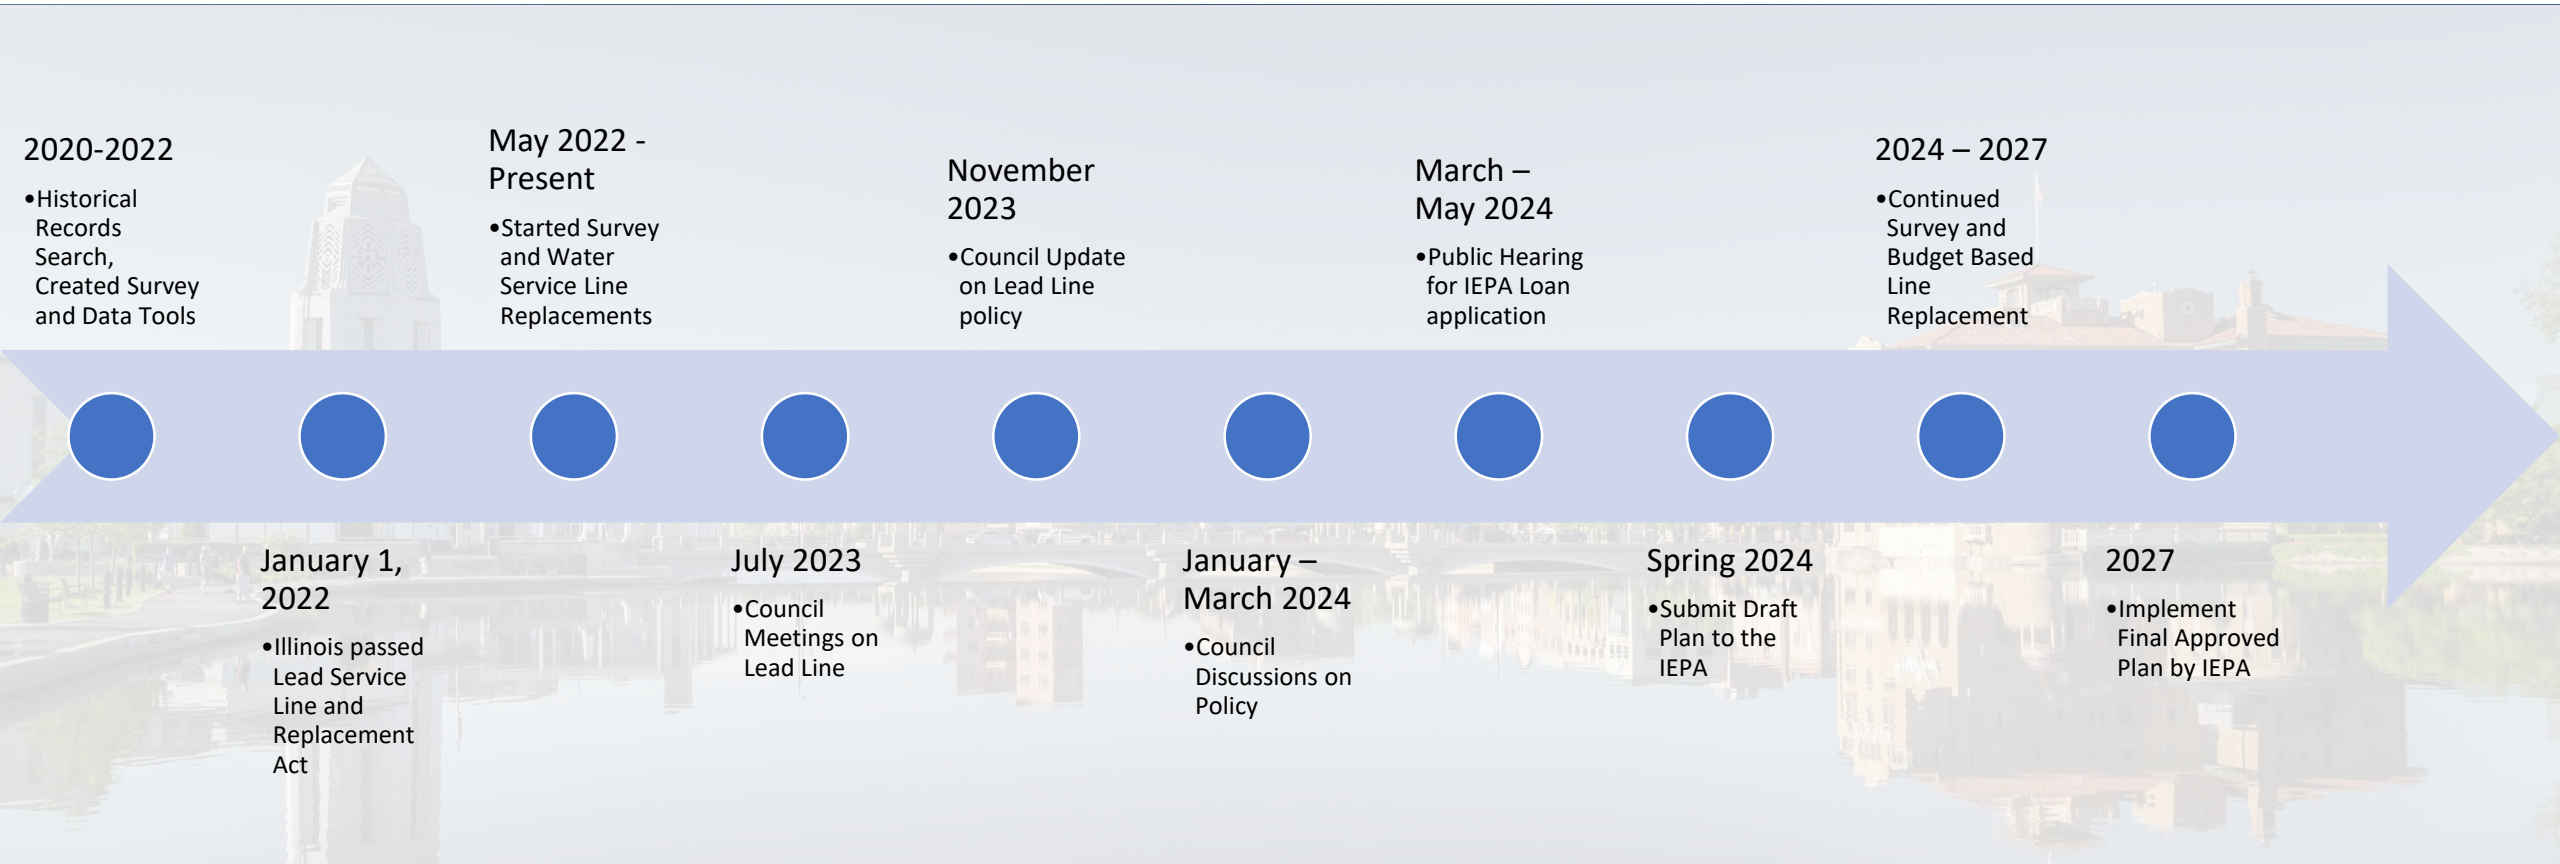 2020-2022
•Historical
Records
Search,
Created Survey
and Data Tools
January 1,
2022
•Illinois passed
Lead Service
Line and
Replacement
Act
May 2022 -
Present
•Started Survey
and Water
Service Line
Replacements
July 2023
•Council
Meetings on
Lead Line
November
2023
•Council Update
on Lead Line
policy
January –
March 2024
•Council
Discussions on
Policy
March –
May 2024
•Public Hearing
for IEPA Loan
application
Spring 2024
•Submit Draft
Plan to the
IEPA
2024 – 2027
•Continued
Survey and
Budget Based
Line
Replacement
2027
•Implement
Final Approved
Plan by IEPA